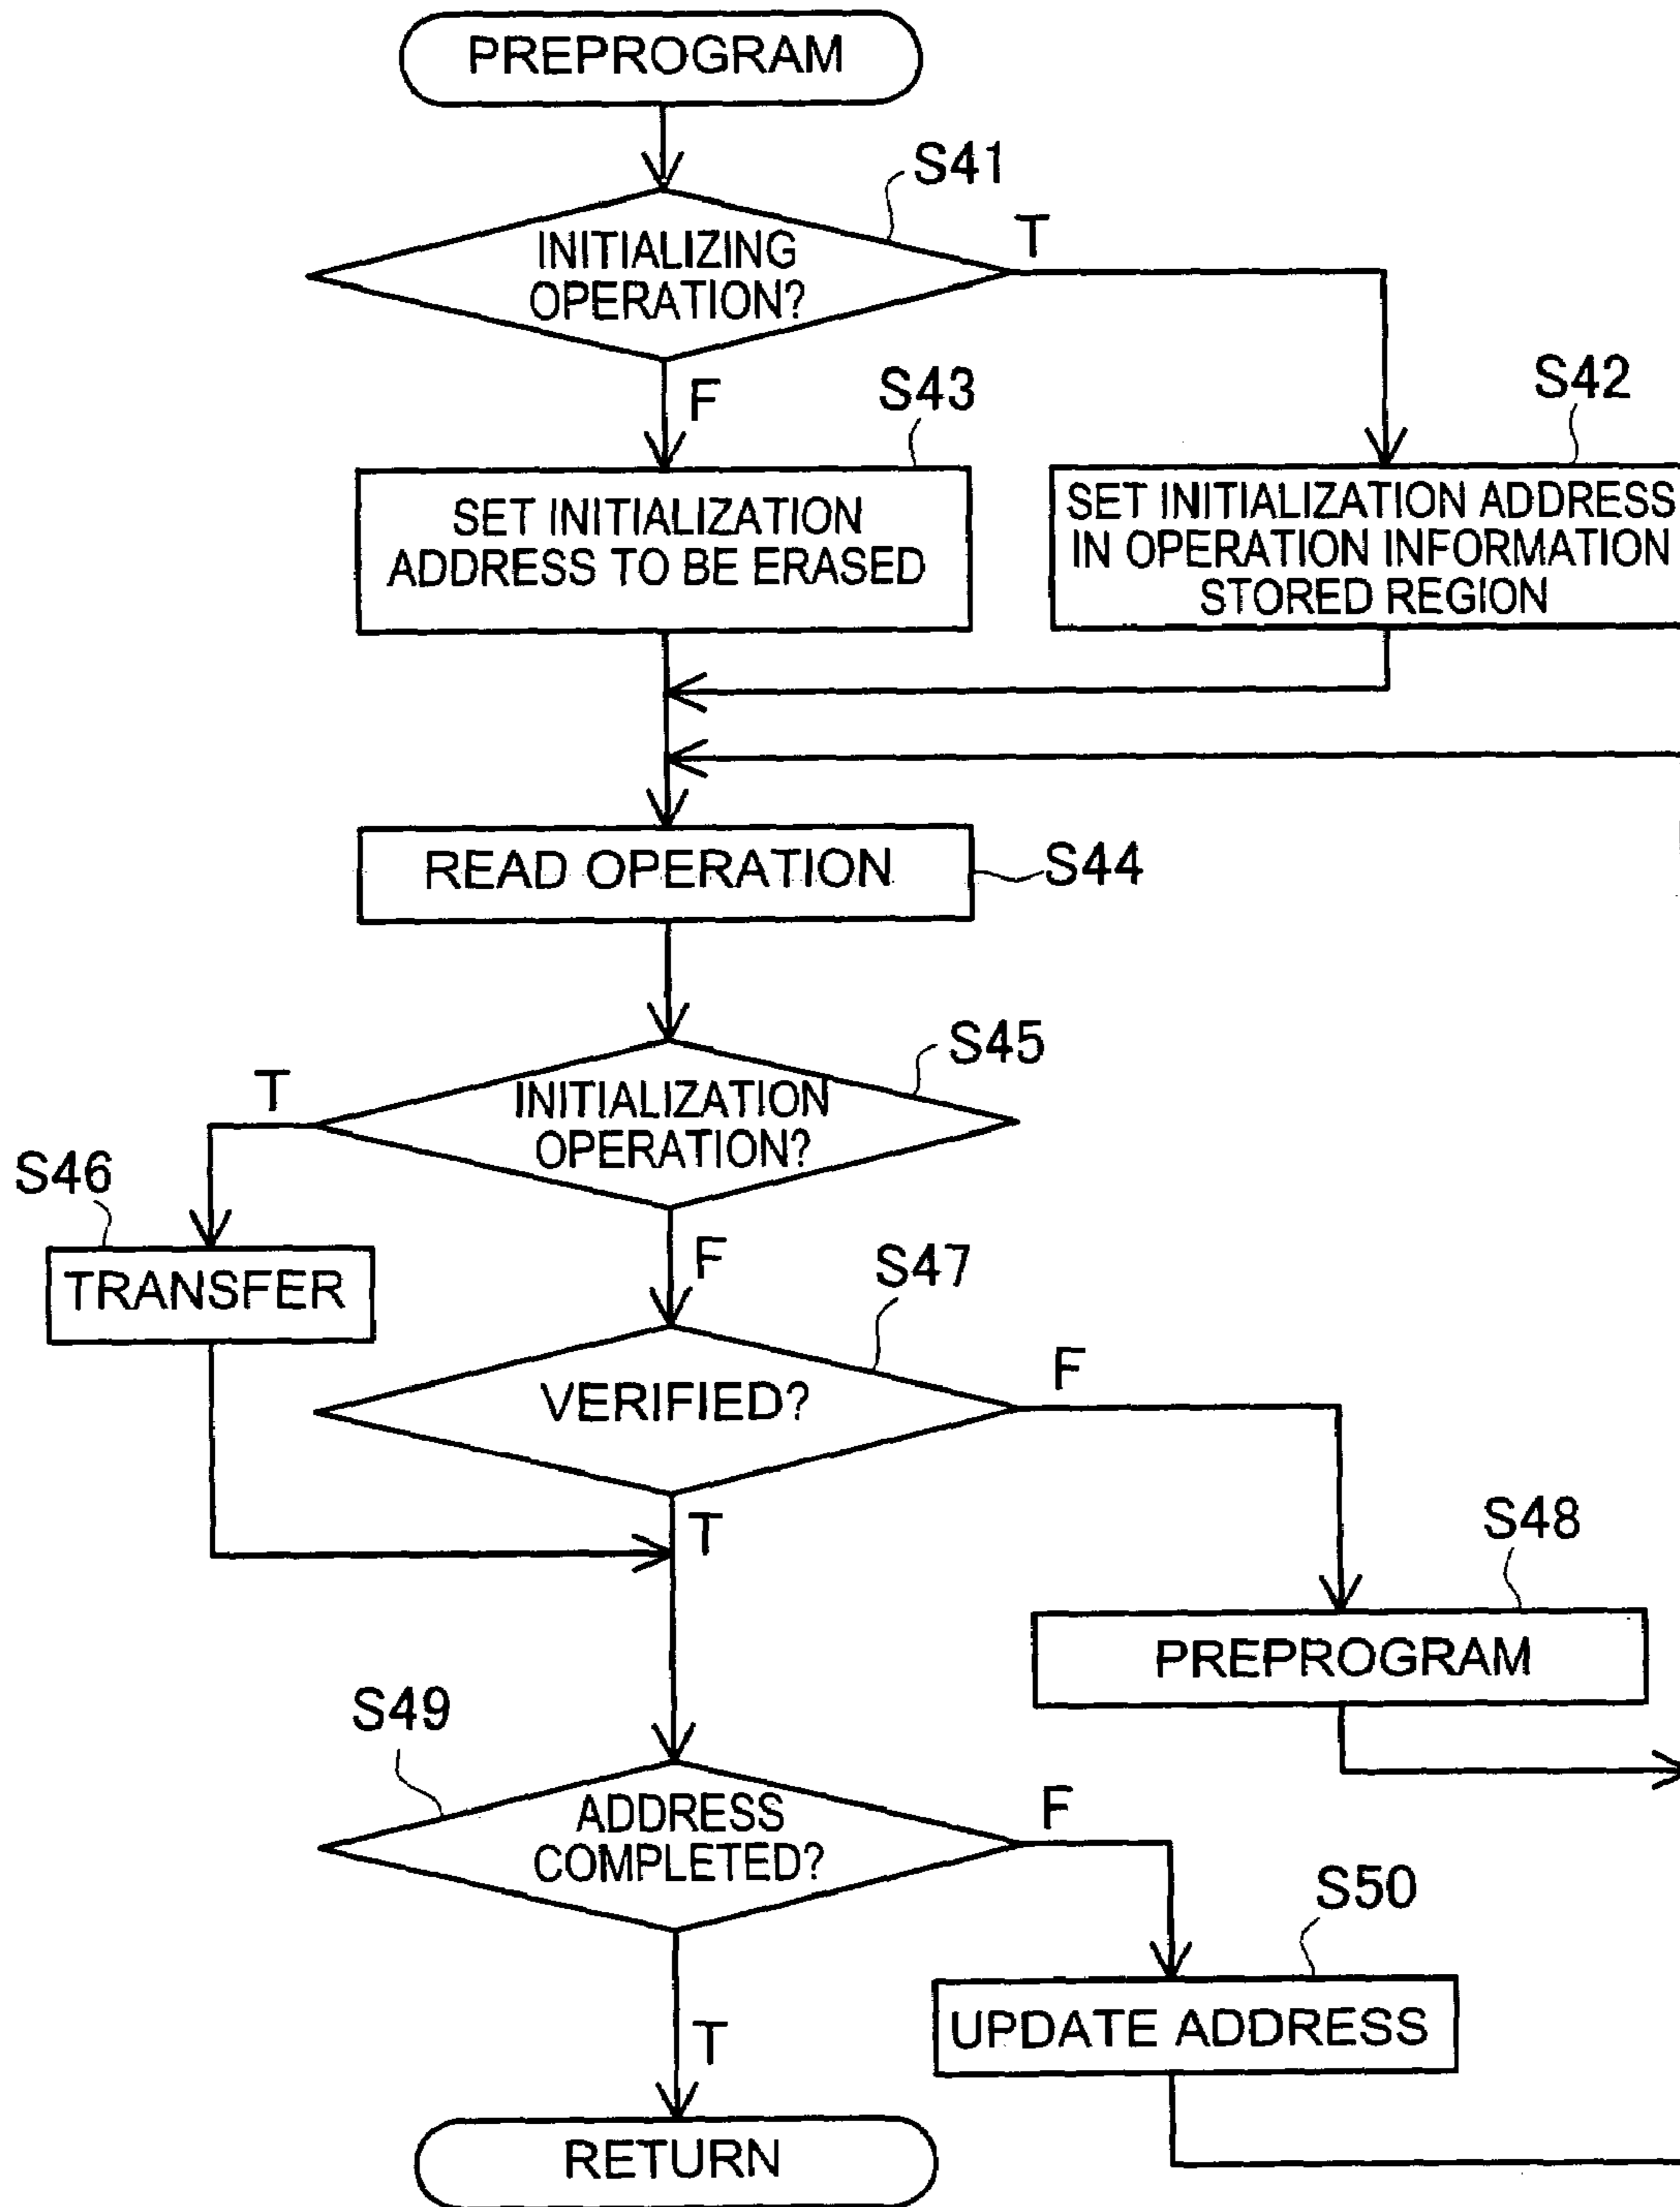 PREPROGRAM
S41
INITIALIZING
OPERATION?
T
F
S43
S42
SET INITIALIZATION
ADDRESS TO BE ERASED
SET INITIALIZATION ADDRESS
IN OPERATION INFORMATION
STORED REGION
READ OPERATION
S44
S45
T
INITIALIZATION
OPERATION?
S46
F
TRANSFER
S47
VERIFIED?
F
T
S48
PREPROGRAM
S49
ADDRESS
COMPLETED?
F
S50
UPDATE ADDRESS
T
RETURN